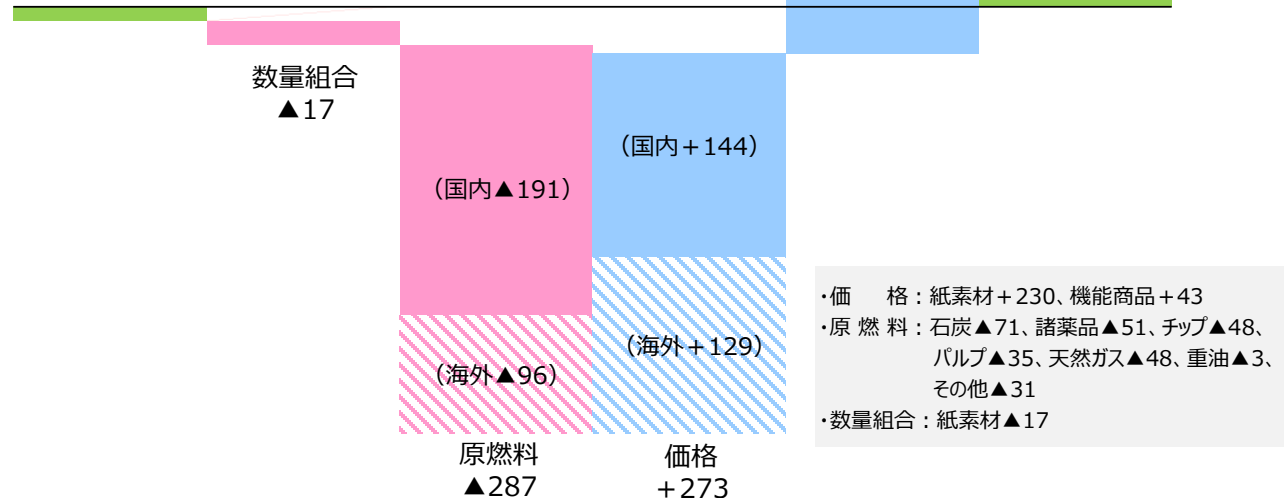 数量組合
▲17
（国内＋144）
（国内▲191）
（海外＋129）
（海外▲96）
原燃料
▲287
価格
＋273
・価　　格：紙素材＋230、機能商品＋43
・原 燃 料：石炭▲71、諸薬品▲51、チップ▲48、
パルプ▲35、天然ガス▲48、重油▲3、
その他▲31
・数量組合：紙素材▲17